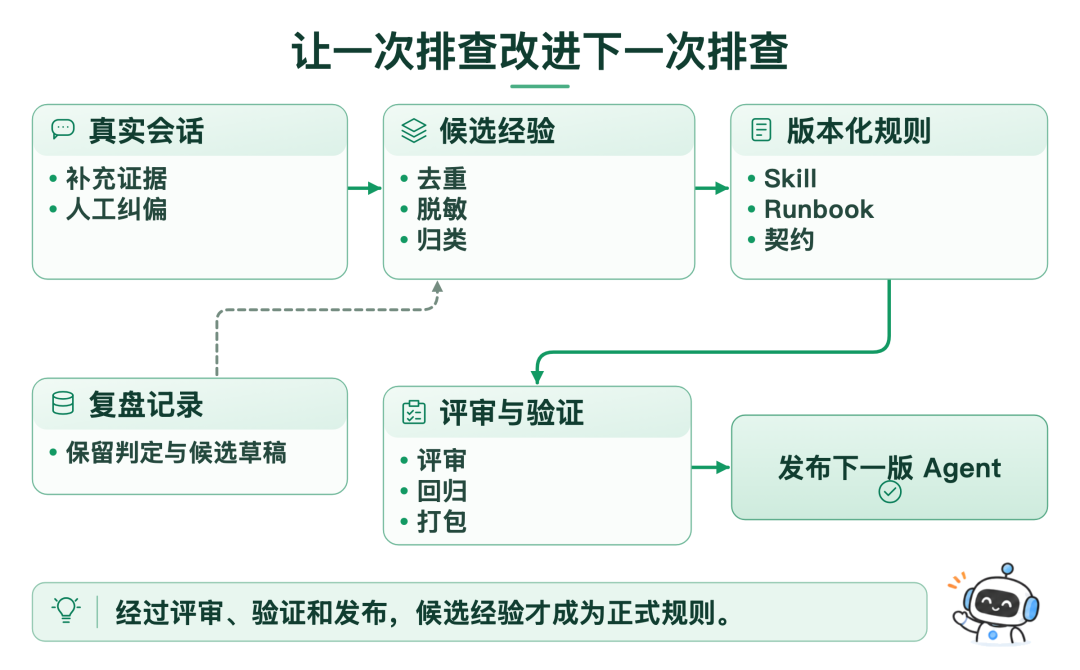 让一次排查改进下一次排查
真实会话
• 补充证据
• 人工纠偏
候选经验
• 去重
• 脱敏
• 归类
版本化规则
• Skill
• Runbook
• 契约
复盘记录
• 保留判定与候选草稿
评审与验证
• 评审
• 回归
• 打包
发布下一版 Agent
经过评审、验证和发布，候选经验才成为正式规则。